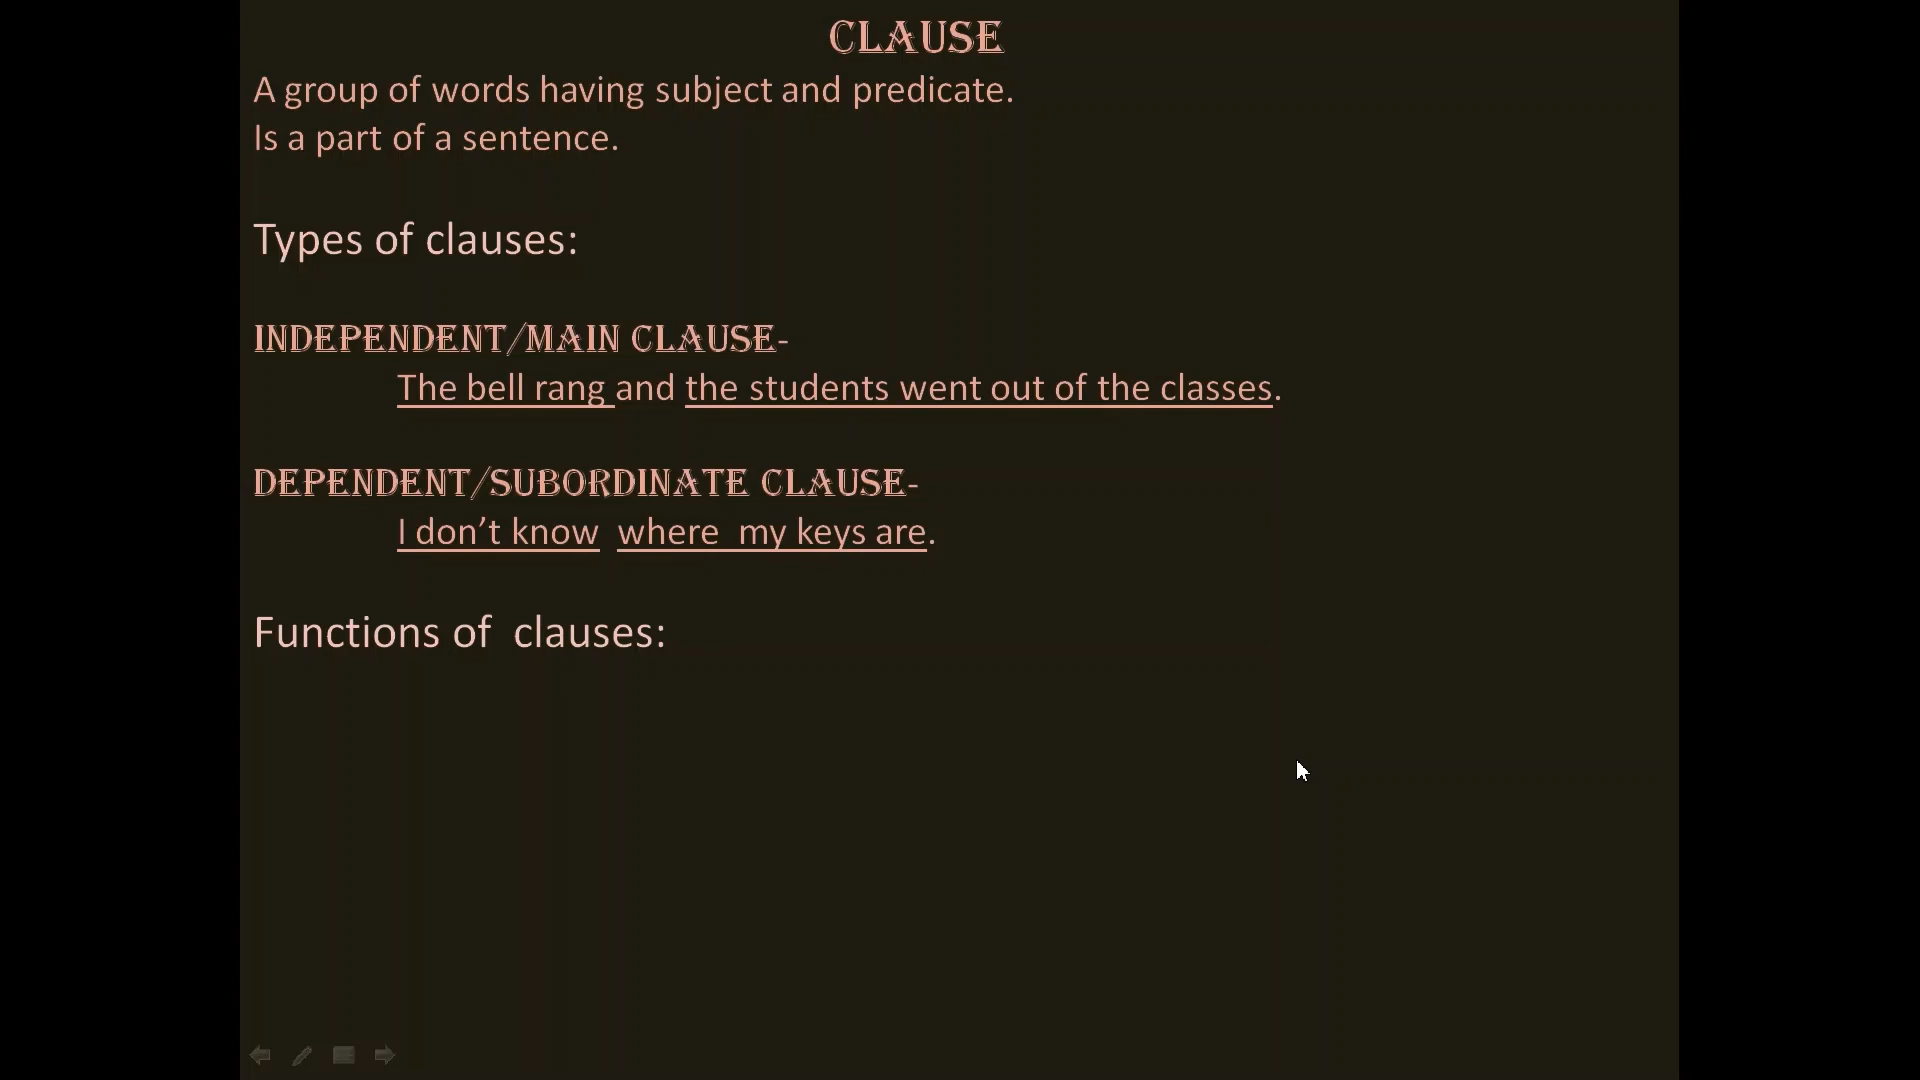 CLAUSE
A group of words having subject and predicate.
Is a part of a sentence.
Types of clauses:
INDEPENDENT/MAIN CLAUSE-
The bell rang and the students went out of the classes.
DEPENDENT/SUBORDINATE CLAUSE-
I don’t know where my keys are.
Functions of clauses: